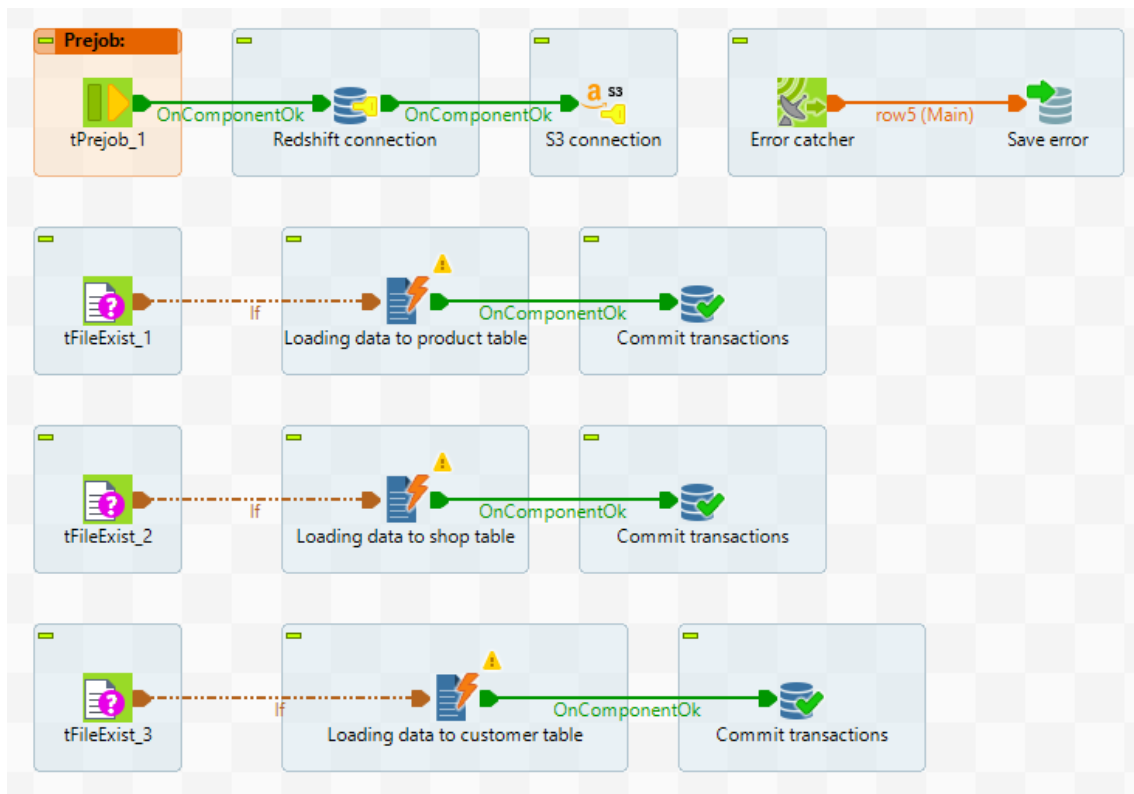 Prejob:
OnComponentOk
OnComponentOk
a S3
row5 (Main)
tPrejob_1
Redshift connection
S3 connection
Error catcher
Save error
If
OnComponentOk
tFileExist_1
Loading data to product table
Commit transactions
If
OnComponentOk
tFileExist_2
Loading data to shop table
Commit transactions
If
OnComponentOk
tFileExist_3
Loading data to customer table
Commit transactions